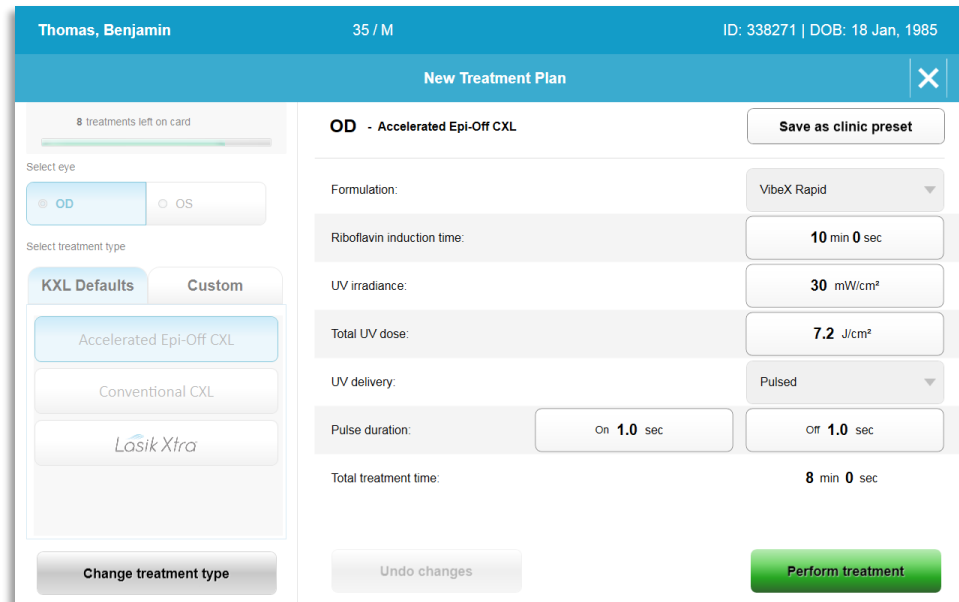 Thomas, Benjamin 35 / M ID: 338271 | DOB: 18 Jan, 1985
New Treatment Plan
8 treatments left on card
Select eye
OD OS
Select treatment type
KXL Defaults Custom
Accelerated Epi-Off CXL
Conventional CXL
Lasik Xtra
Change treatment type
OD - Accelerated Epi-Off CXL Save as clinic preset
Formulation: VibeX Rapid
Riboflavin induction time: 10 min 0 sec
UV irradiance: 30 mW/cm²
Total UV dose: 7.2 J/cm²
UV delivery: Pulsed
Pulse duration: On 1.0 sec Off 1.0 sec
Total treatment time: 8 min 0 sec
Undo changes Perform treatment